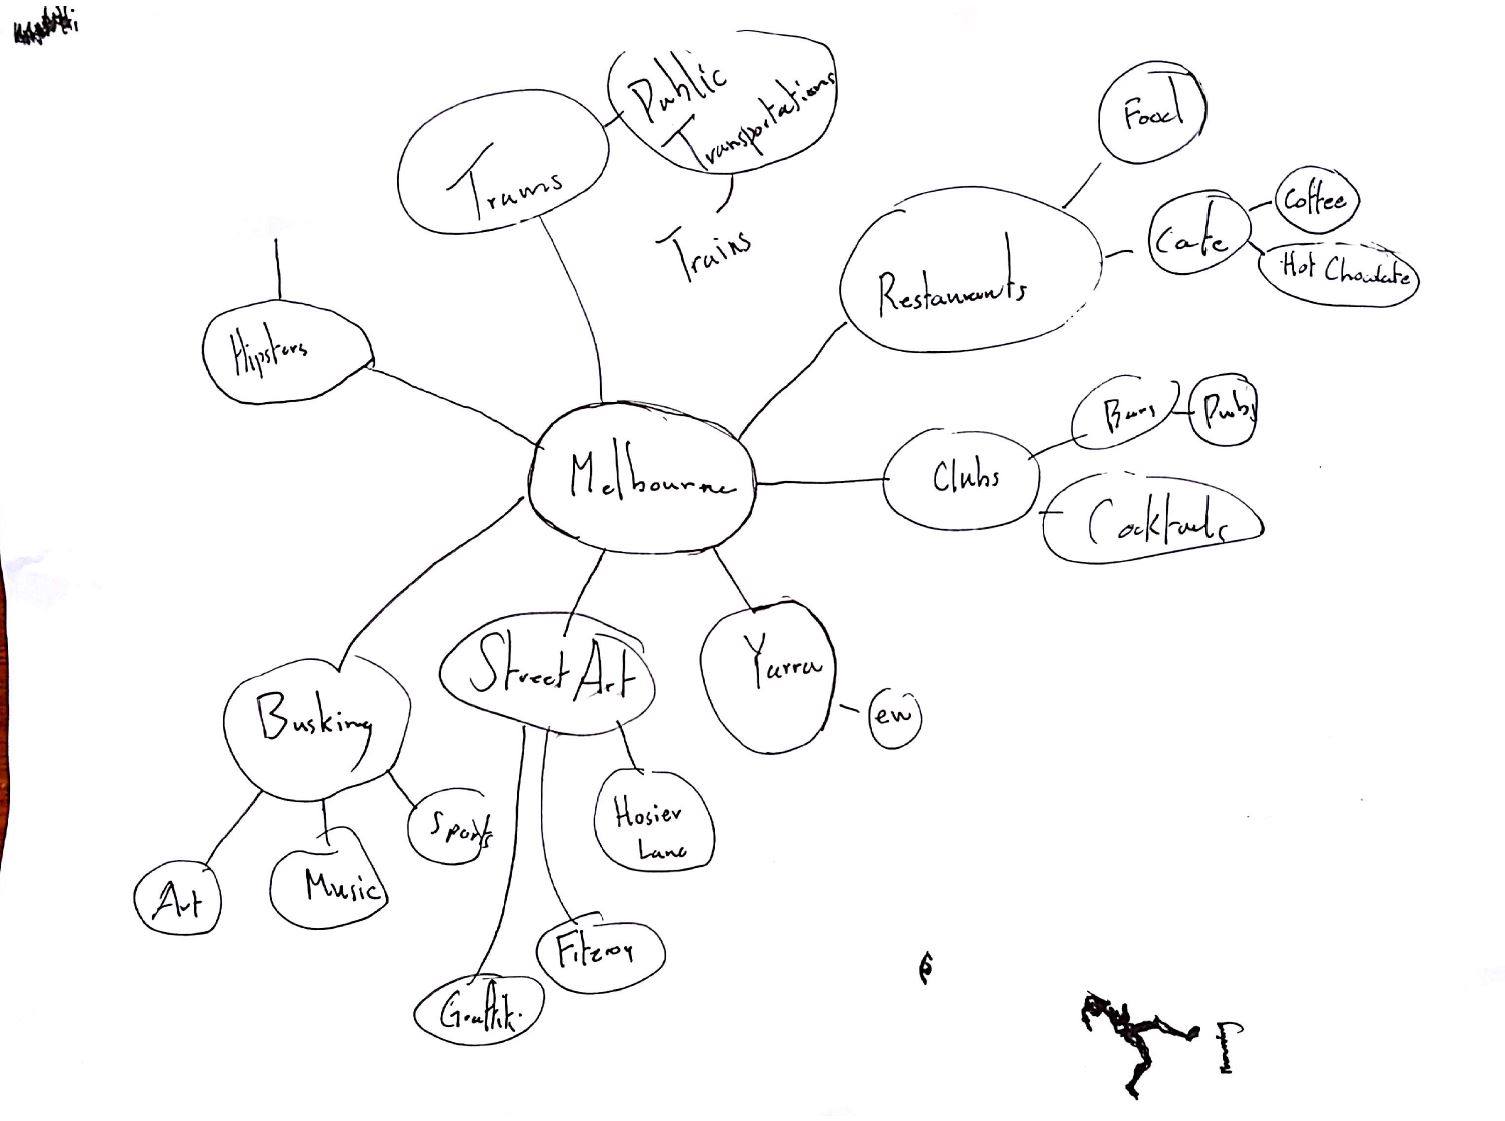 Public
Transportations
Trams
Trains
Food
Cafe
Coffee
Hot Chocolate
Restaurants
Hipsters
Melbourne
Clubs
Bars
Pubs
Cocktails
Street Art
Yarra
ew
Busking
Sports
Hosier
Lane
Art
Music
Fitzroy
Graffiti